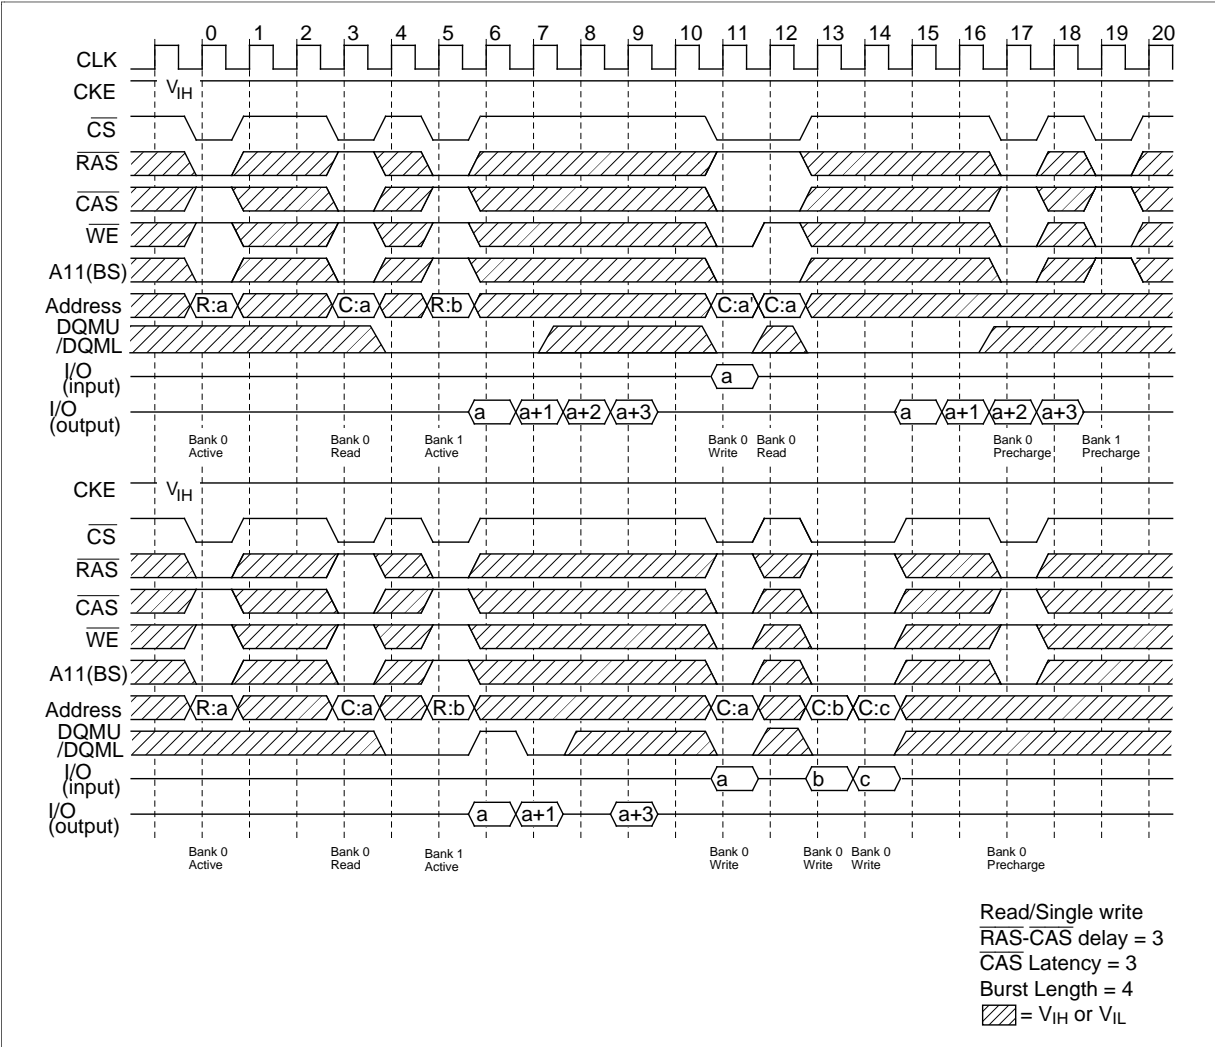 0 1 2 3 4 5 6 7 8 9 10 11 12 13 14 15 16 17 18 19 20
CLK
CKE VIH
CS
RAS
CAS
WE
A11(BS)
Address R:a C:a R:b C:a' C:a
DQMU
/DQML
I/O
(input) a
I/O
(output) a a+1 a+2 a+3 a a+1 a+2 a+3
Bank 0 Bank 0 Bank 1 Bank 0 Bank 0 Bank 0 Bank 1
Active Read Active Write Read Precharge Precharge
CKE VIH
CS
RAS
CAS
WE
A11(BS)
Address R:a C:a R:b C:a C:b C:c
DQMU
/DQML
I/O
(input) a b c
I/O
(output) a a+1 a+3
Bank 0 Bank 0 Bank 1 Bank 0 Bank 0 Bank 0 Bank 0
Active Read Active Write Write Write Precharge
Read/Single write
RAS-CAS delay = 3
CAS Latency = 3
Burst Length = 4
= VIH or VIL